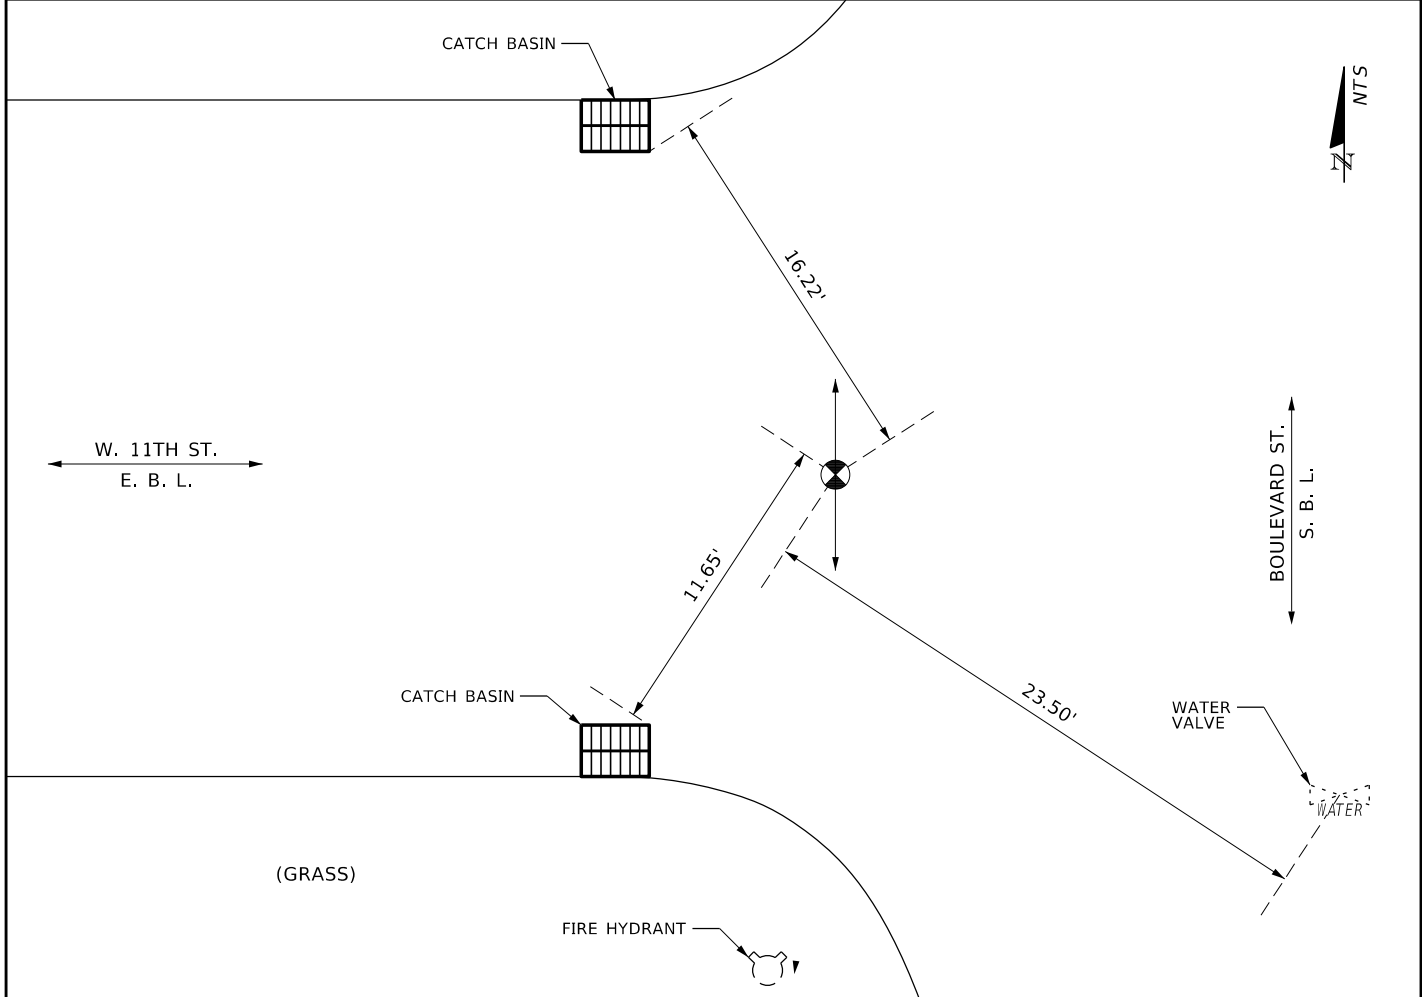 CATCH BASIN
NTS
N
16.22'
W. 11TH ST.
E. B. L.
BOULEVARD ST.
S. B. L.
11.65'
CATCH BASIN
23.50'
WATER
VALVE
WATER
(GRASS)
FIRE HYDRANT